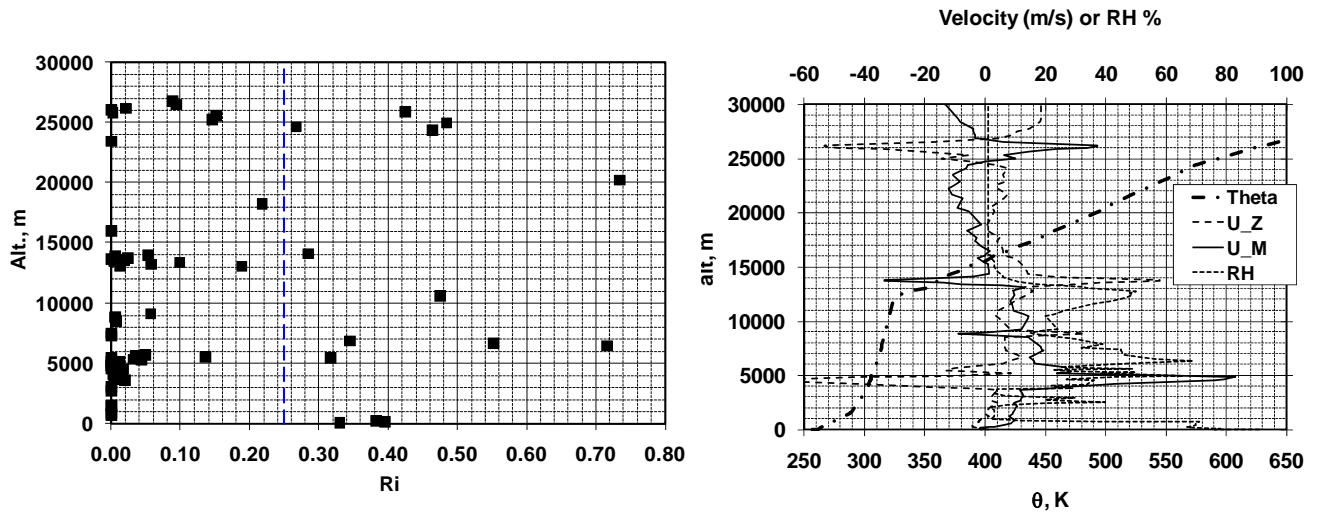 Velocity (m/s) or RH %
-60 -40 -20 0 20 40 60 80 100
30000
25000
20000
15000
10000
5000
0
Alt., m
0.00 0.10 0.20 0.30 0.40 0.50 0.60 0.70 0.80
Ri
30000
25000
20000
15000
10000
5000
0
alt, m
Theta
U_Z
U_M
RH
250 300 350 400 450 500 550 600 650
θ, K